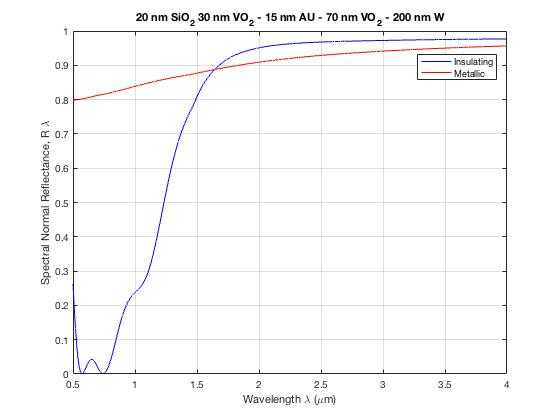 20 nm SiO2 30 nm VO2 - 15 nm AU - 70 nm VO2 - 200 nm W
Insulating
Metallic
Spectral Normal Reflectance, R λ
1
0.9
0.8
0.7
0.6
0.5
0.4
0.3
0.2
0.1
0
0.5 1 1.5 2 2.5 3 3.5 4
Wavelength λ (μm)